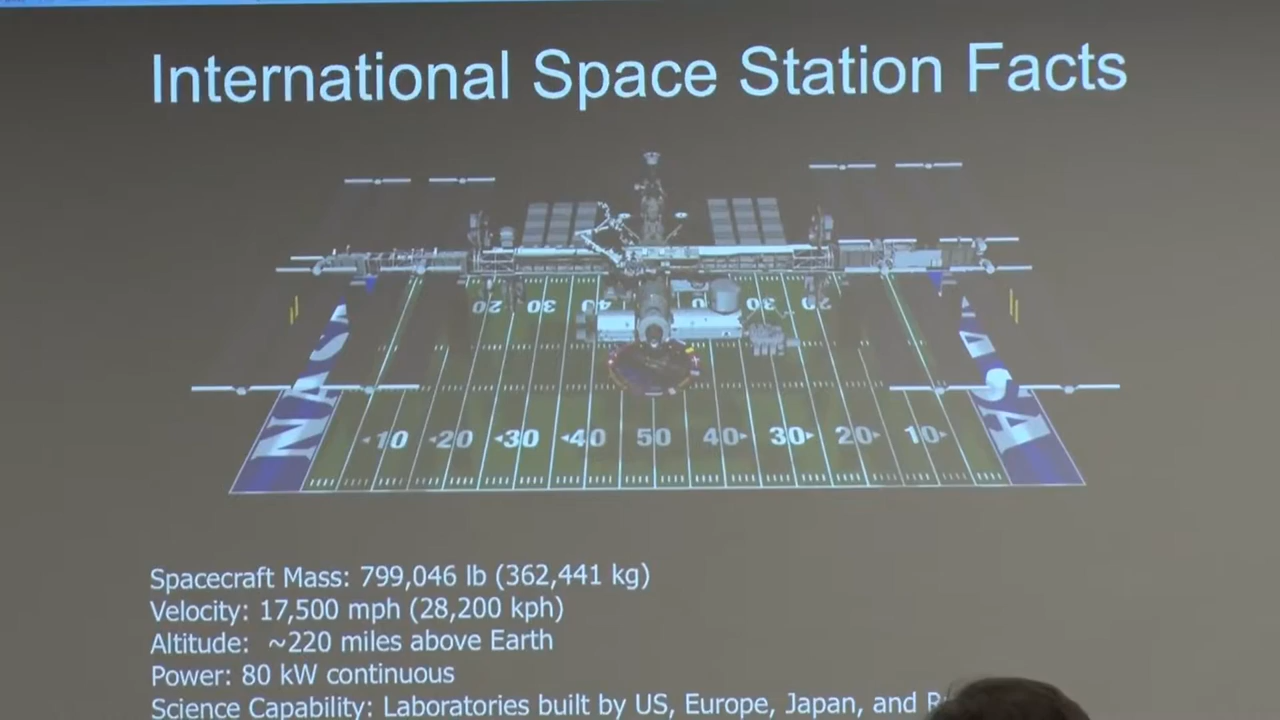 International Space Station Facts
20 30 40 30 20
NASA
NASA
◂10 ◂20 ◂30 ◂40 50 40▸ 30▸ 20▸ 10▸
Spacecraft Mass: 799,046 lb (362,441 kg)
Velocity: 17,500 mph (28,200 kph)
Altitude: ~220 miles above Earth
Power: 80 kW continuous
Science Capability: Laboratories built by US, Europe, Japan, and